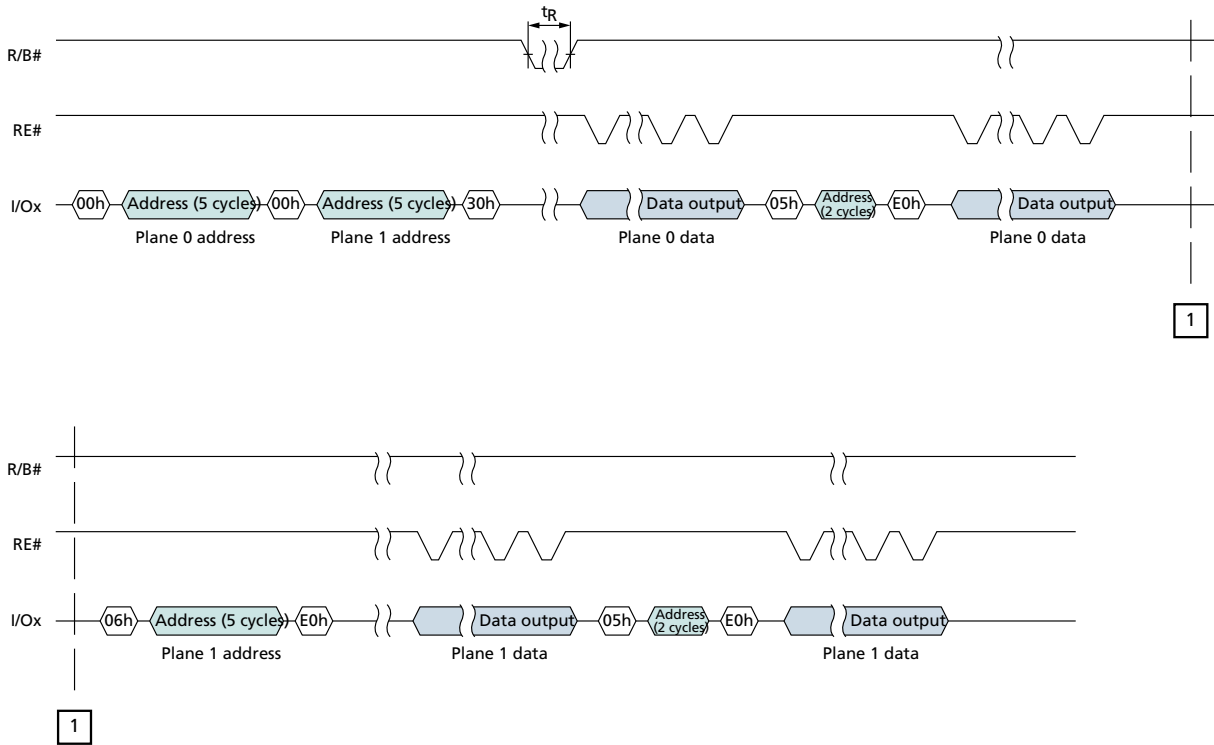 tR
R/B#
RE#
I/Ox 00h Address (5 cycles) 00h Address (5 cycles) 30h Data output 05h Address (2 cycles) E0h Data output
Plane 0 address Plane 1 address Plane 0 data Plane 0 data
1
R/B#
RE#
I/Ox 06h Address (5 cycles) E0h Data output 05h Address (2 cycles) E0h Data output
Plane 1 address Plane 1 data Plane 1 data
1